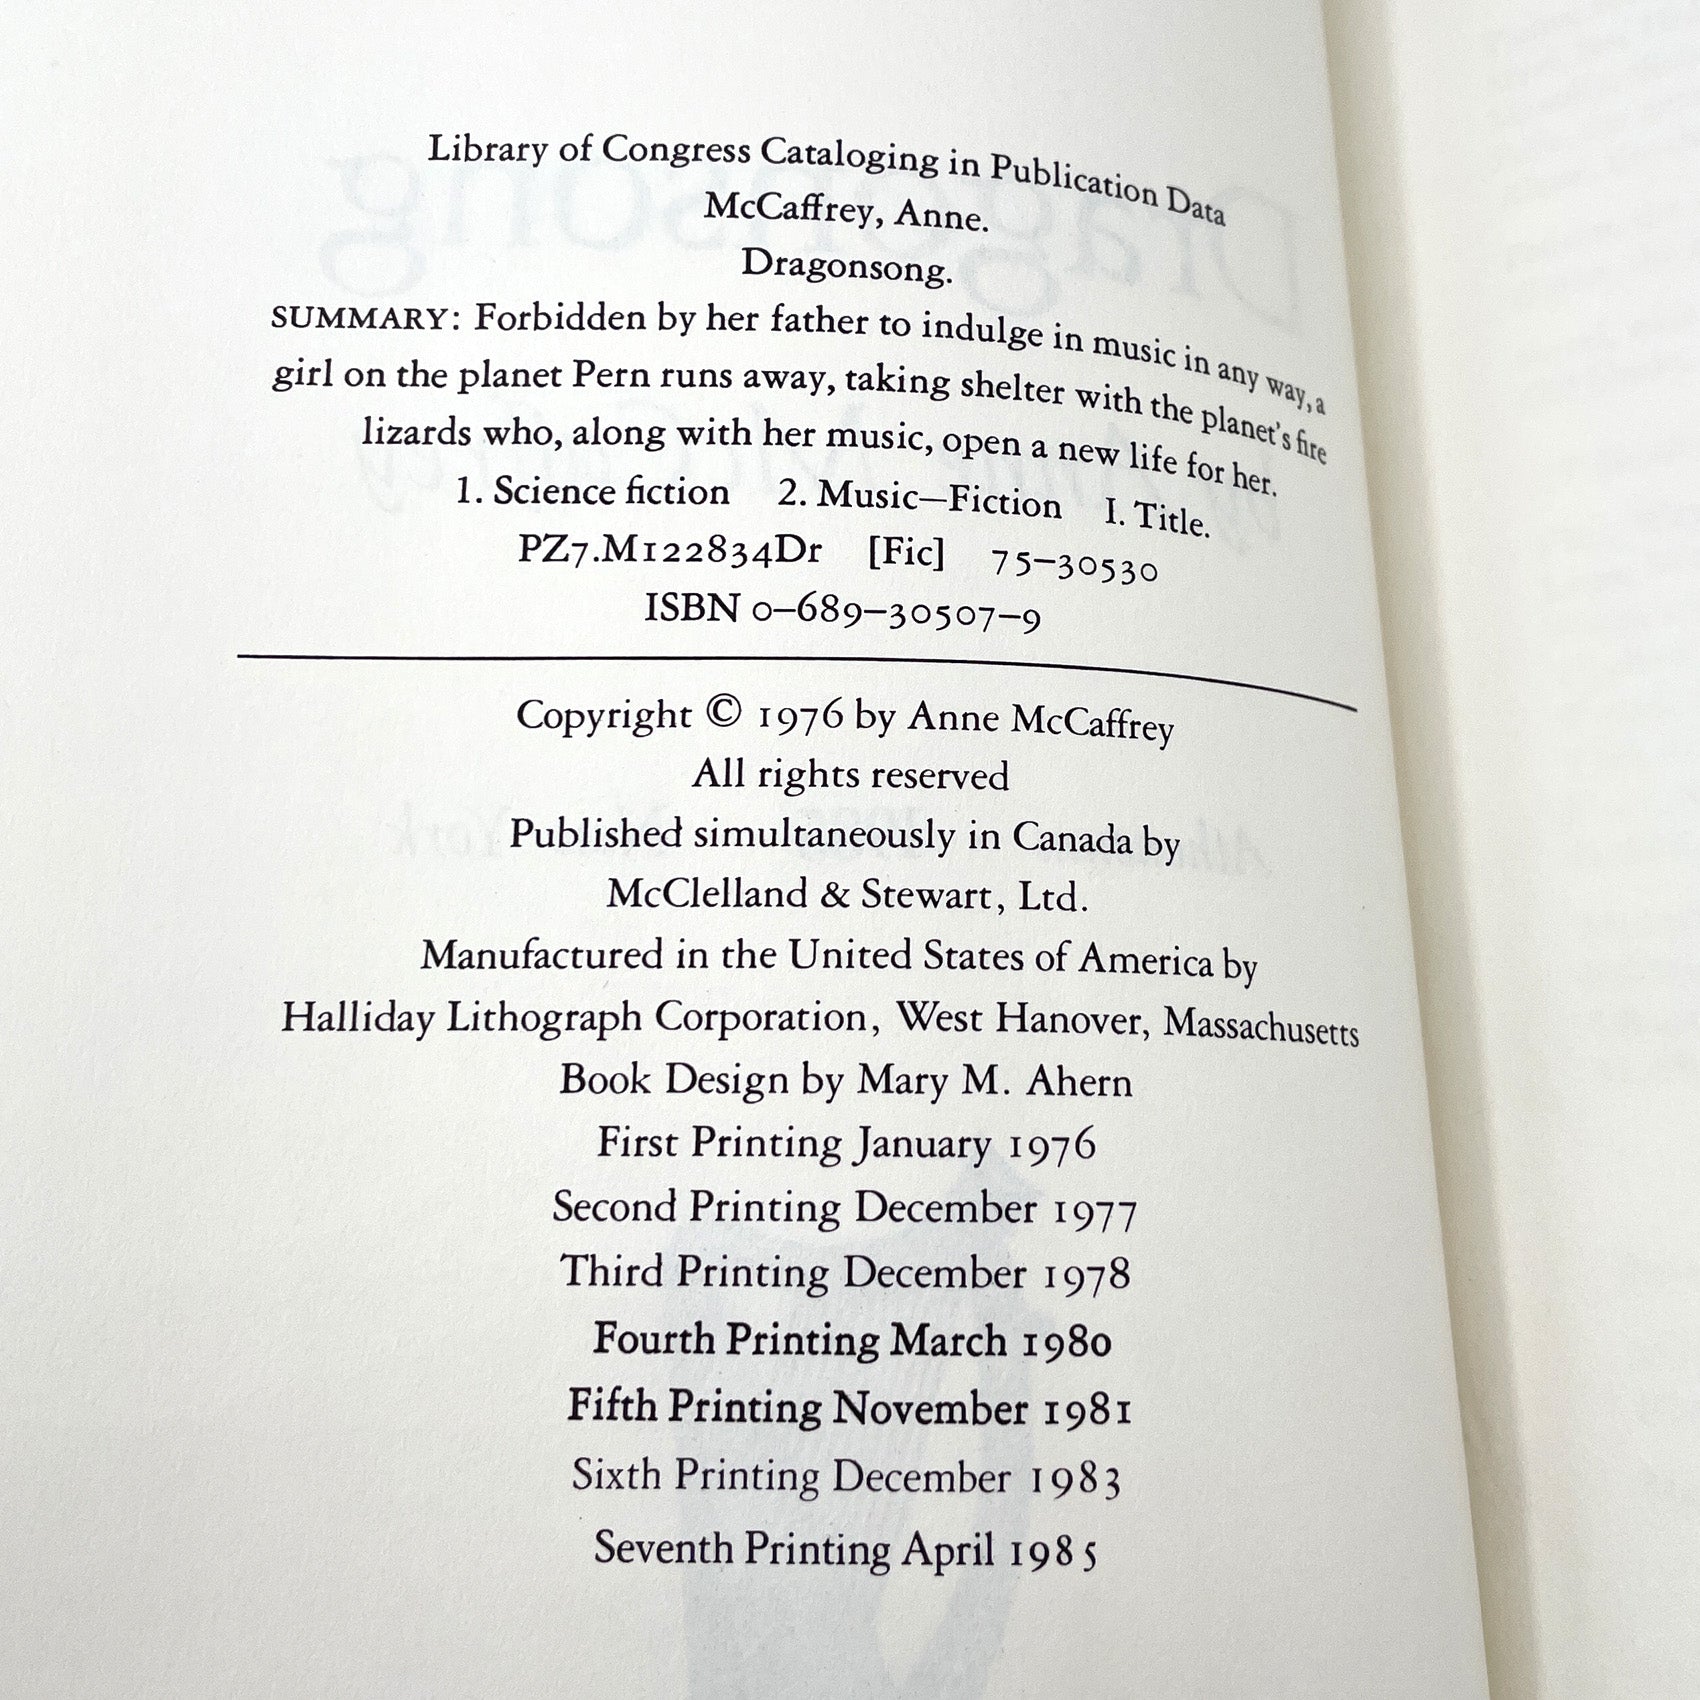 Library of Congress Cataloging in Publication Data
McCaffrey, Anne.
Dragonsong.
SUMMARY: Forbidden by her father to indulge in music in any way, a
girl on the planet Pern runs away, taking shelter with the planet's fire
lizards who, along with her music, open a new life for her.
1. Science fiction 2. Music—Fiction I. Title.
PZ7.M122834Dr [Fic] 75-30530
ISBN 0-689-30507-9
Copyright © 1976 by Anne McCaffrey
All rights reserved
Published simultaneously in Canada by
McClelland & Stewart, Ltd.
Manufactured in the United States of America by
Halliday Lithograph Corporation, West Hanover, Massachusetts
Book Design by Mary M. Ahern
First Printing January 1976
Second Printing December 1977
Third Printing December 1978
Fourth Printing March 1980
Fifth Printing November 1981
Sixth Printing December 1983
Seventh Printing April 1985